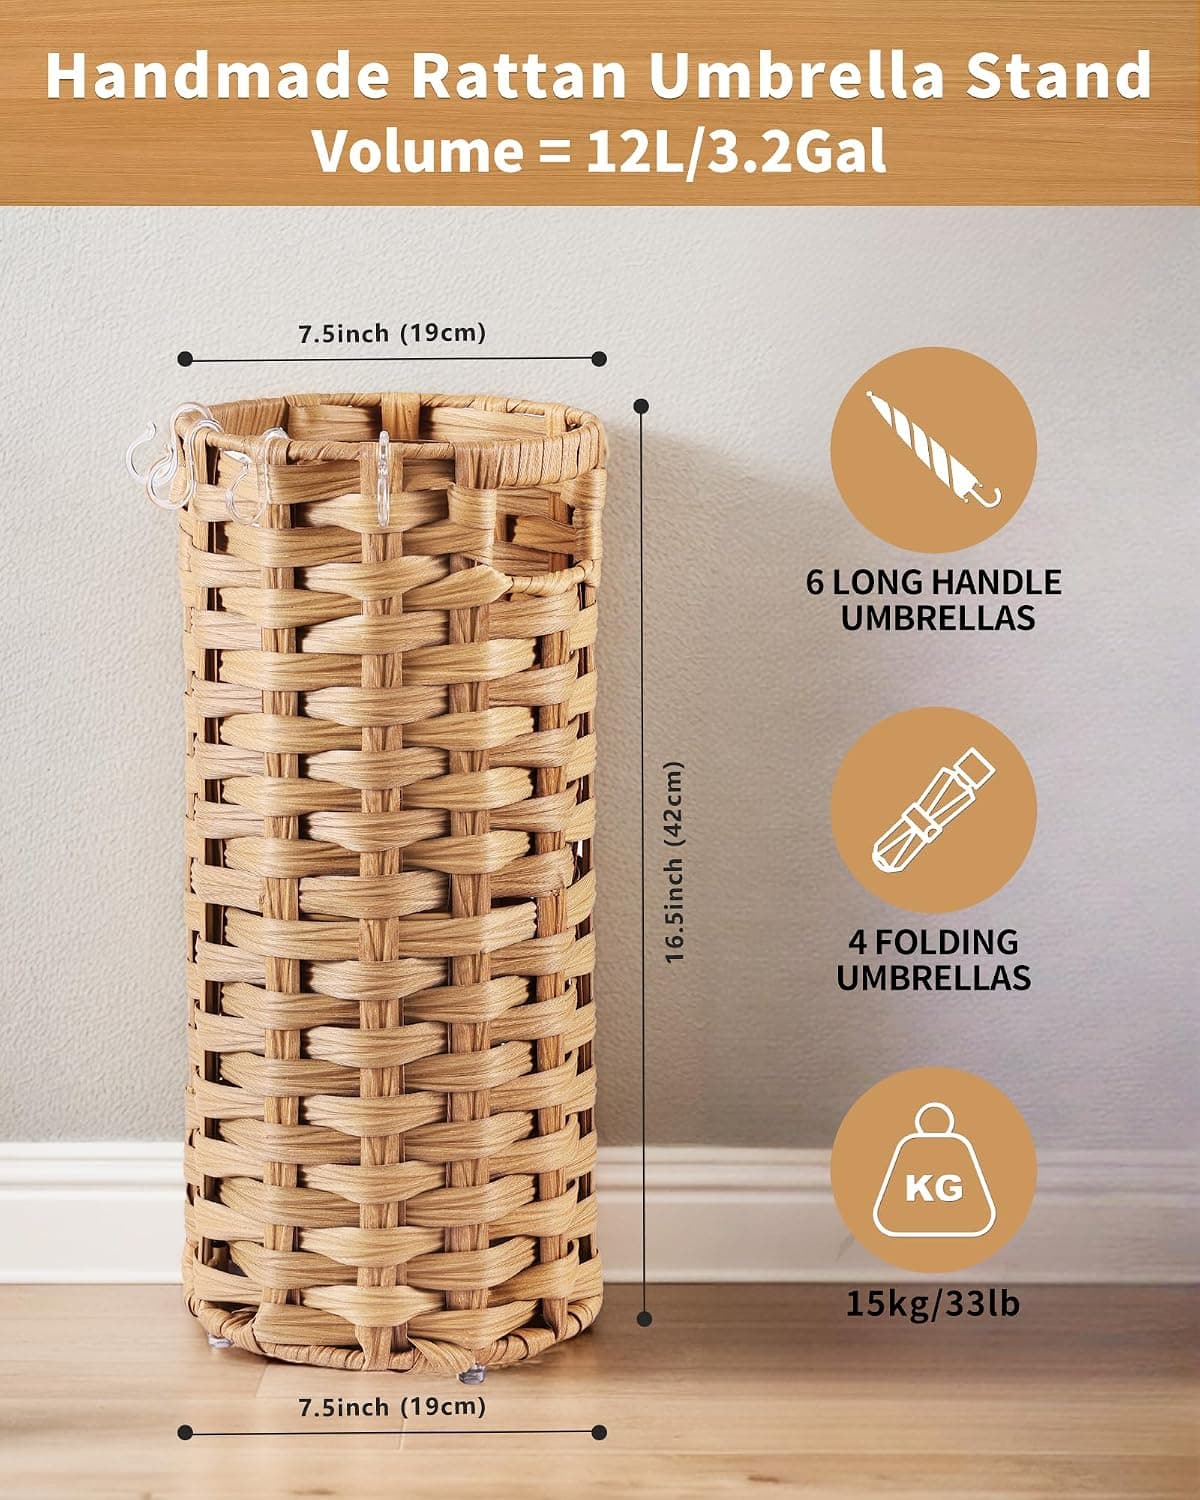 Handmade Rattan Umbrella Stand
Volume = 12L/3.2Gal
7.5inch (19cm)
16.5inch (42cm)
6 LONG HANDLE
UMBRELLAS
4 FOLDING
UMBRELLAS
KG
15kg/33lb
7.5inch (19cm)